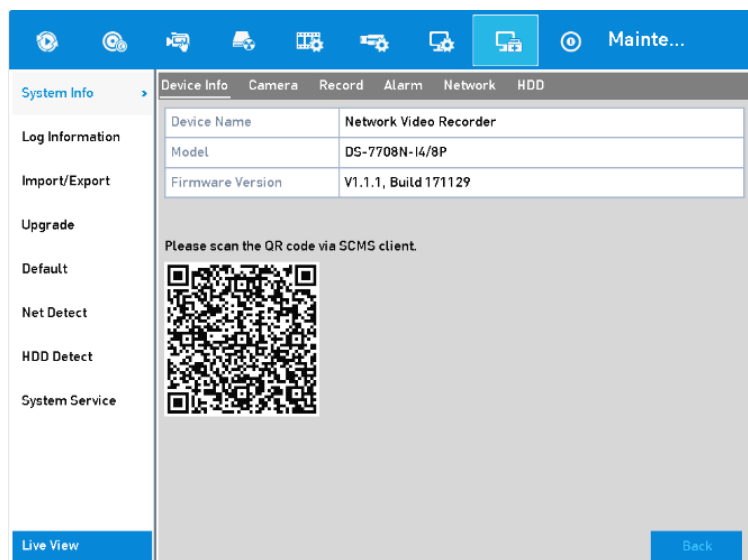 Mainte...
System Info >
Log Information
Import/Export
Upgrade
Default
Net Detect
HDD Detect
System Service
Live View
Device Info Camera Record Alarm Network HDD
Device Name Network Video Recorder
Model DS-7708N-I4/8P
Firmware Version V1.1.1, Build 171129
Please scan the QR code via SCMS client.
Back